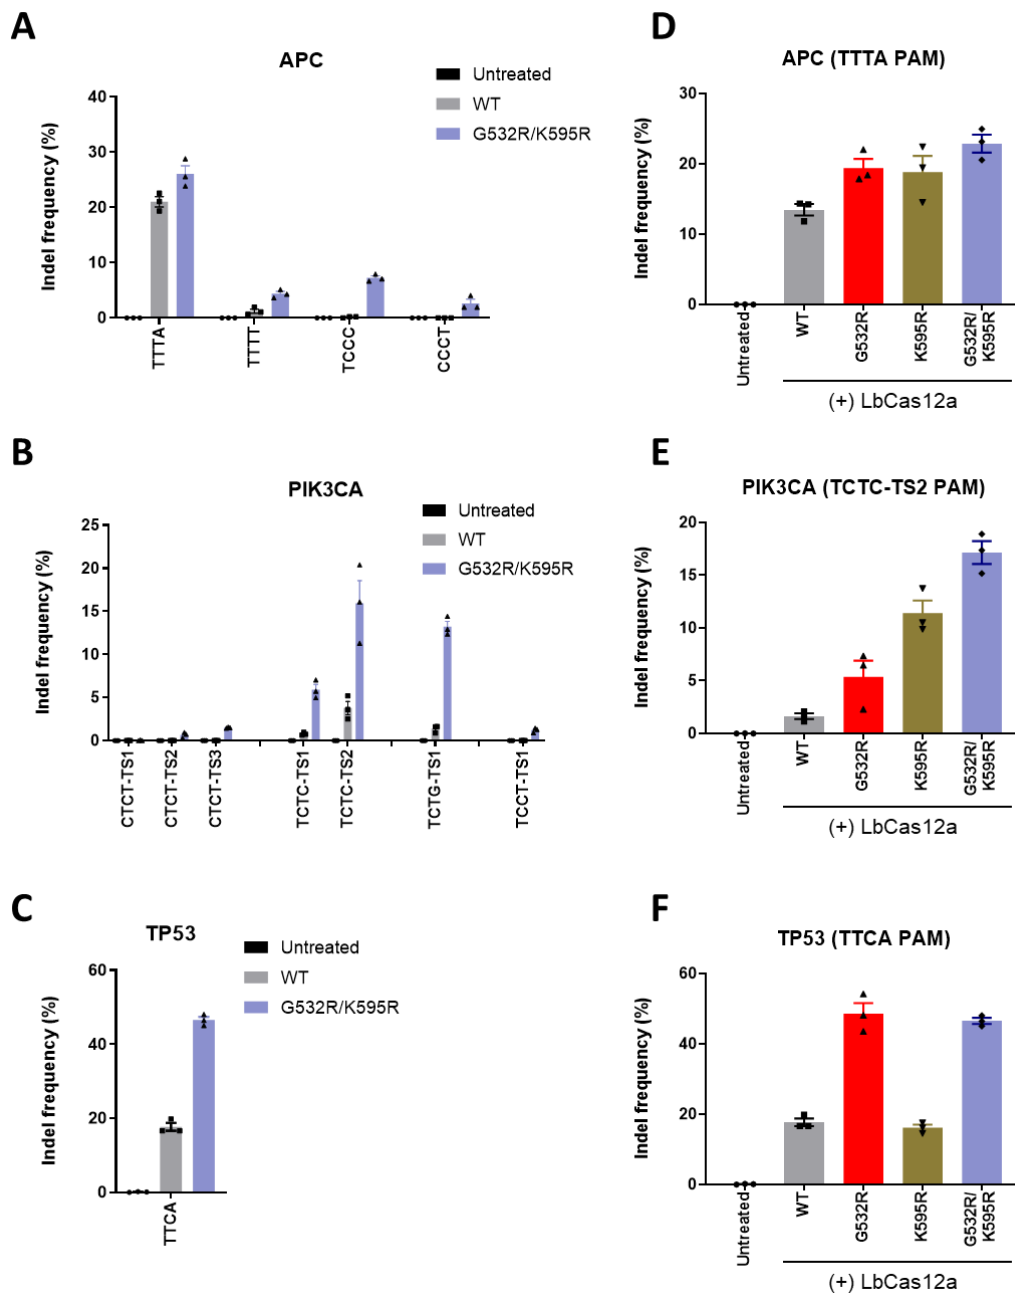 A
APC
Untreated
WT
G532R/K595R
Indel frequency (%)
40
30
20
10
0
TTTA
TTTT
TCCC
CCCT
D
APC (TTTA PAM)
Indel frequency (%)
30
20
10
0
Untreated
WT
G532R
K595R
G532R/
K595R
(+) LbCas12a
B
PIK3CA
Untreated
WT
G532R/K595R
Indel frequency (%)
25
20
15
10
5
0
CTCT-TS1
CTCT-TS2
CTCT-TS3
TCTC-TS1
TCTC-TS2
TCTG-TS1
TCCT-TS1
E
PIK3CA (TCTC-TS2 PAM)
Indel frequency (%)
20
15
10
5
0
Untreated
WT
G532R
K595R
G532R/
K595R
(+) LbCas12a
C
TP53
Untreated
WT
G532R/K595R
Indel frequency (%)
60
40
20
0
TTCA
F
TP53 (TTCA PAM)
Indel frequency (%)
60
40
20
0
Untreated
WT
G532R
K595R
G532R/
K595R
(+) LbCas12a